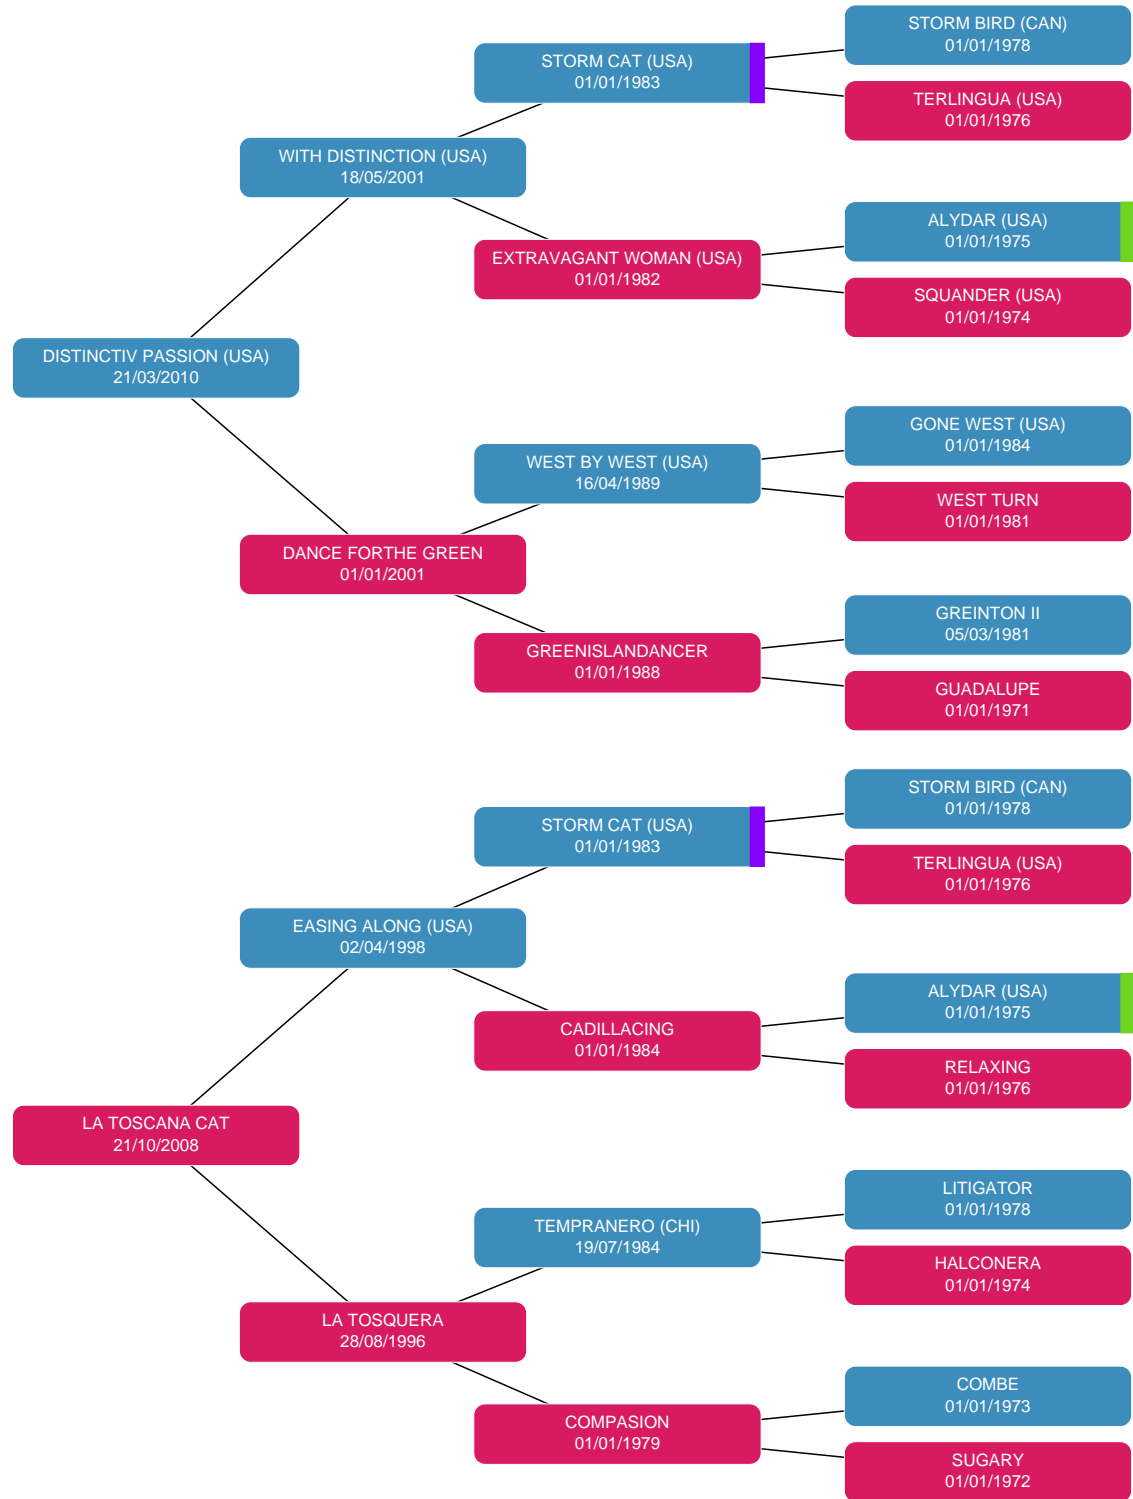 STORM BIRD (CAN)
01/01/1978
STORM CAT (USA)
01/01/1983
TERLINGUA (USA)
01/01/1976
WITH DISTINCTION (USA)
18/05/2001
ALYDAR (USA)
01/01/1975
EXTRAVAGANT WOMAN (USA)
01/01/1982
SQUANDER (USA)
01/01/1974
DISTINCTIV PASSION (USA)
21/03/2010
GONE WEST (USA)
01/01/1984
WEST BY WEST (USA)
16/04/1989
WEST TURN
01/01/1981
DANCE FORTHE GREEN
01/01/2001
GREINTON II
05/03/1981
GREENISLANDANCER
01/01/1988
GUADALUPE
01/01/1971
STORM BIRD (CAN)
01/01/1978
STORM CAT (USA)
01/01/1983
TERLINGUA (USA)
01/01/1976
EASING ALONG (USA)
02/04/1998
ALYDAR (USA)
01/01/1975
CADILLACING
01/01/1984
RELAXING
01/01/1976
LA TOSCANA CAT
21/10/2008
LITIGATOR
01/01/1978
TEMPRANERO (CHI)
19/07/1984
HALCONERA
01/01/1974
LA TOSQUERA
28/08/1996
COMBE
01/01/1973
COMPASION
01/01/1979
SUGARY
01/01/1972